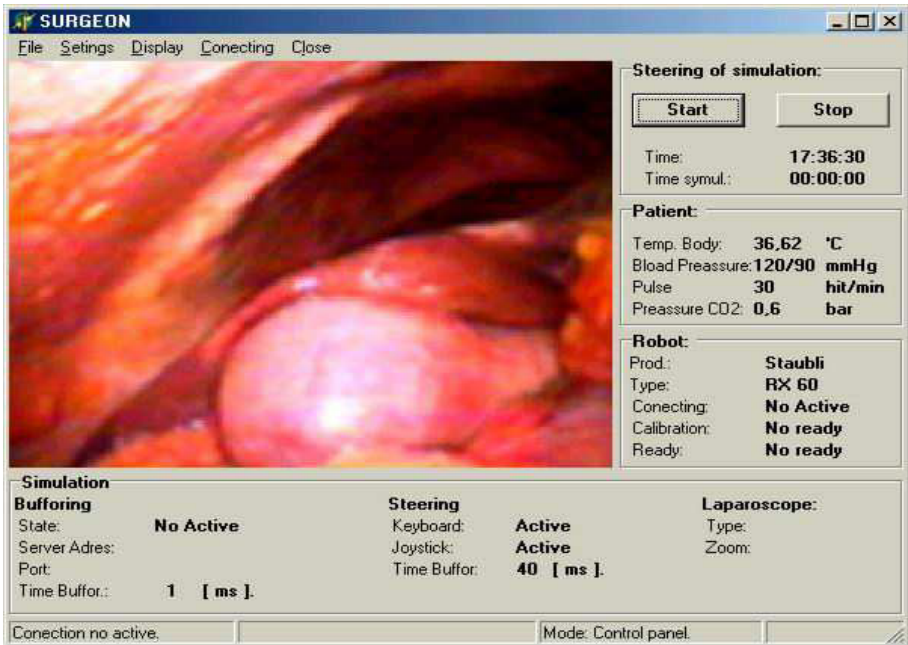 SURGEON
File Setings Display Conecting Close
Steering of simulation:
Start Stop
Time: 17:36:30
Time symul.: 00:00:00
Patient:
Temp. Body: 36,62 'C
Bload Preassure: 120/90 mmHg
Pulse 30 hit/min
Preassure CO2: 0,6 bar
Robot:
Prod.: Staubli
Type: RX 60
Conecting: No Active
Calibration: No ready
Ready: No ready
Simulation
Bufforing
State: No Active
Server Adres:
Port:
Time Buffor.: 1 [ ms ].
Steering
Keyboard: Active
Joystick: Active
Time Buffor: 40 [ ms ].
Laparoscope:
Type:
Zoom:
Conection no active.
Mode: Control panel.